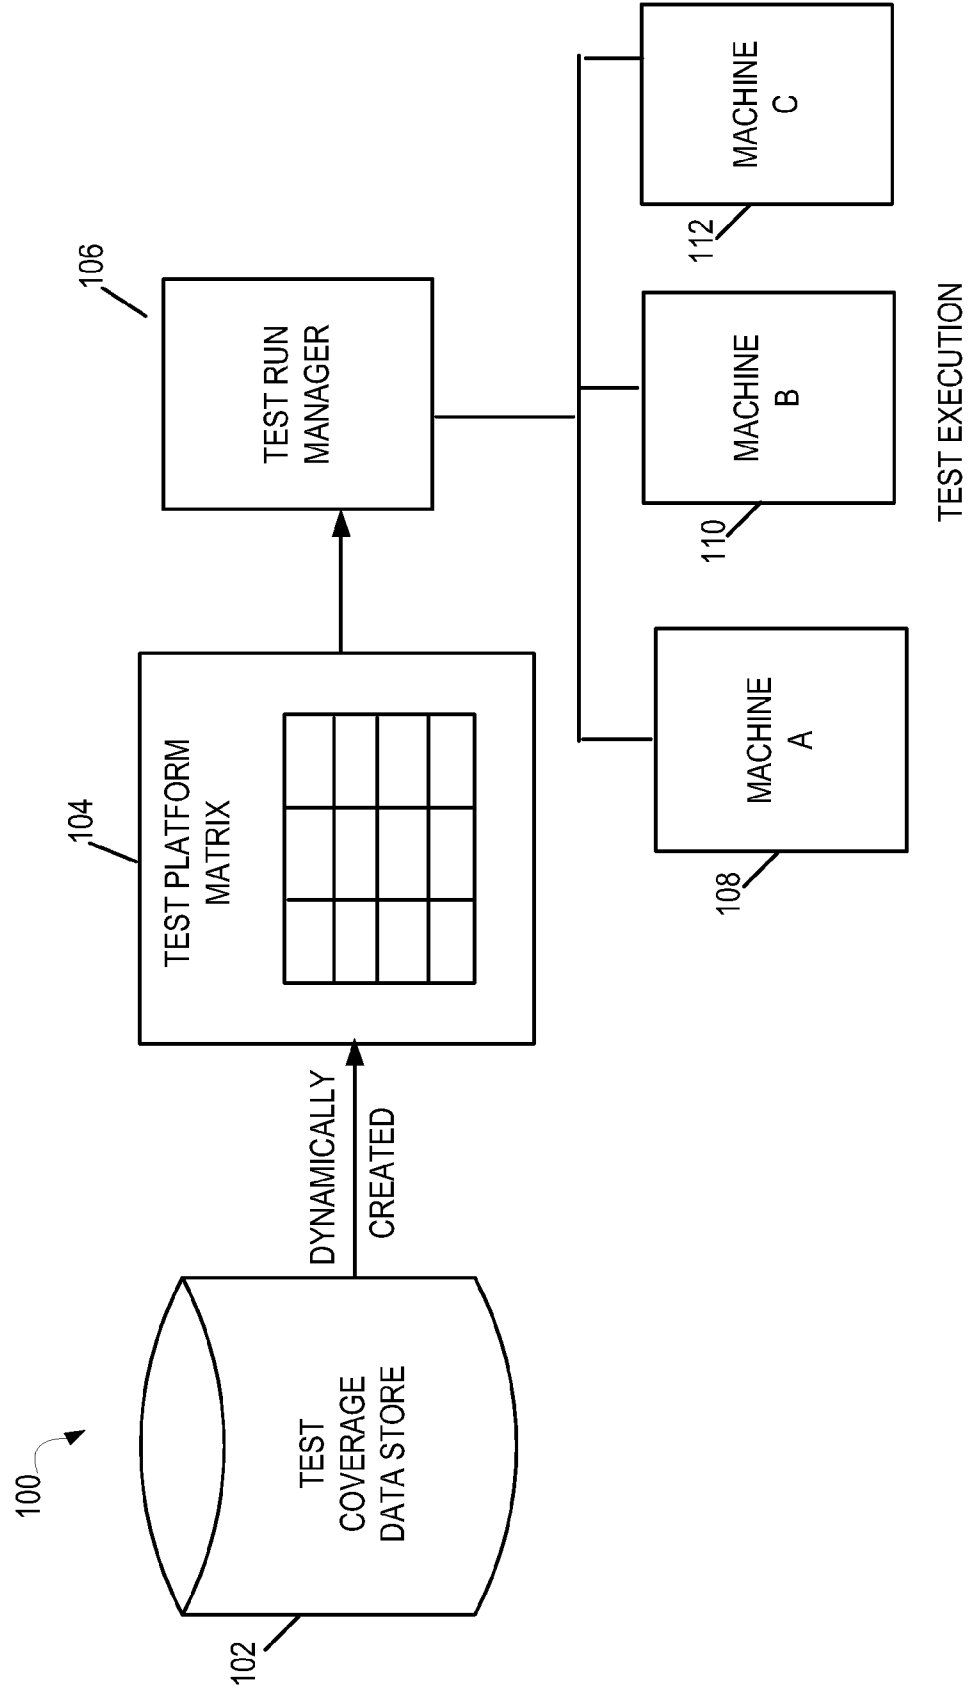 100
102
TEST
COVERAGE
DATA STORE
DYNAMICALLY
CREATED
104
TEST PLATFORM
MATRIX
106
TEST RUN
MANAGER
108
MACHINE
A
110
MACHINE
B
112
MACHINE
C
TEST EXECUTION